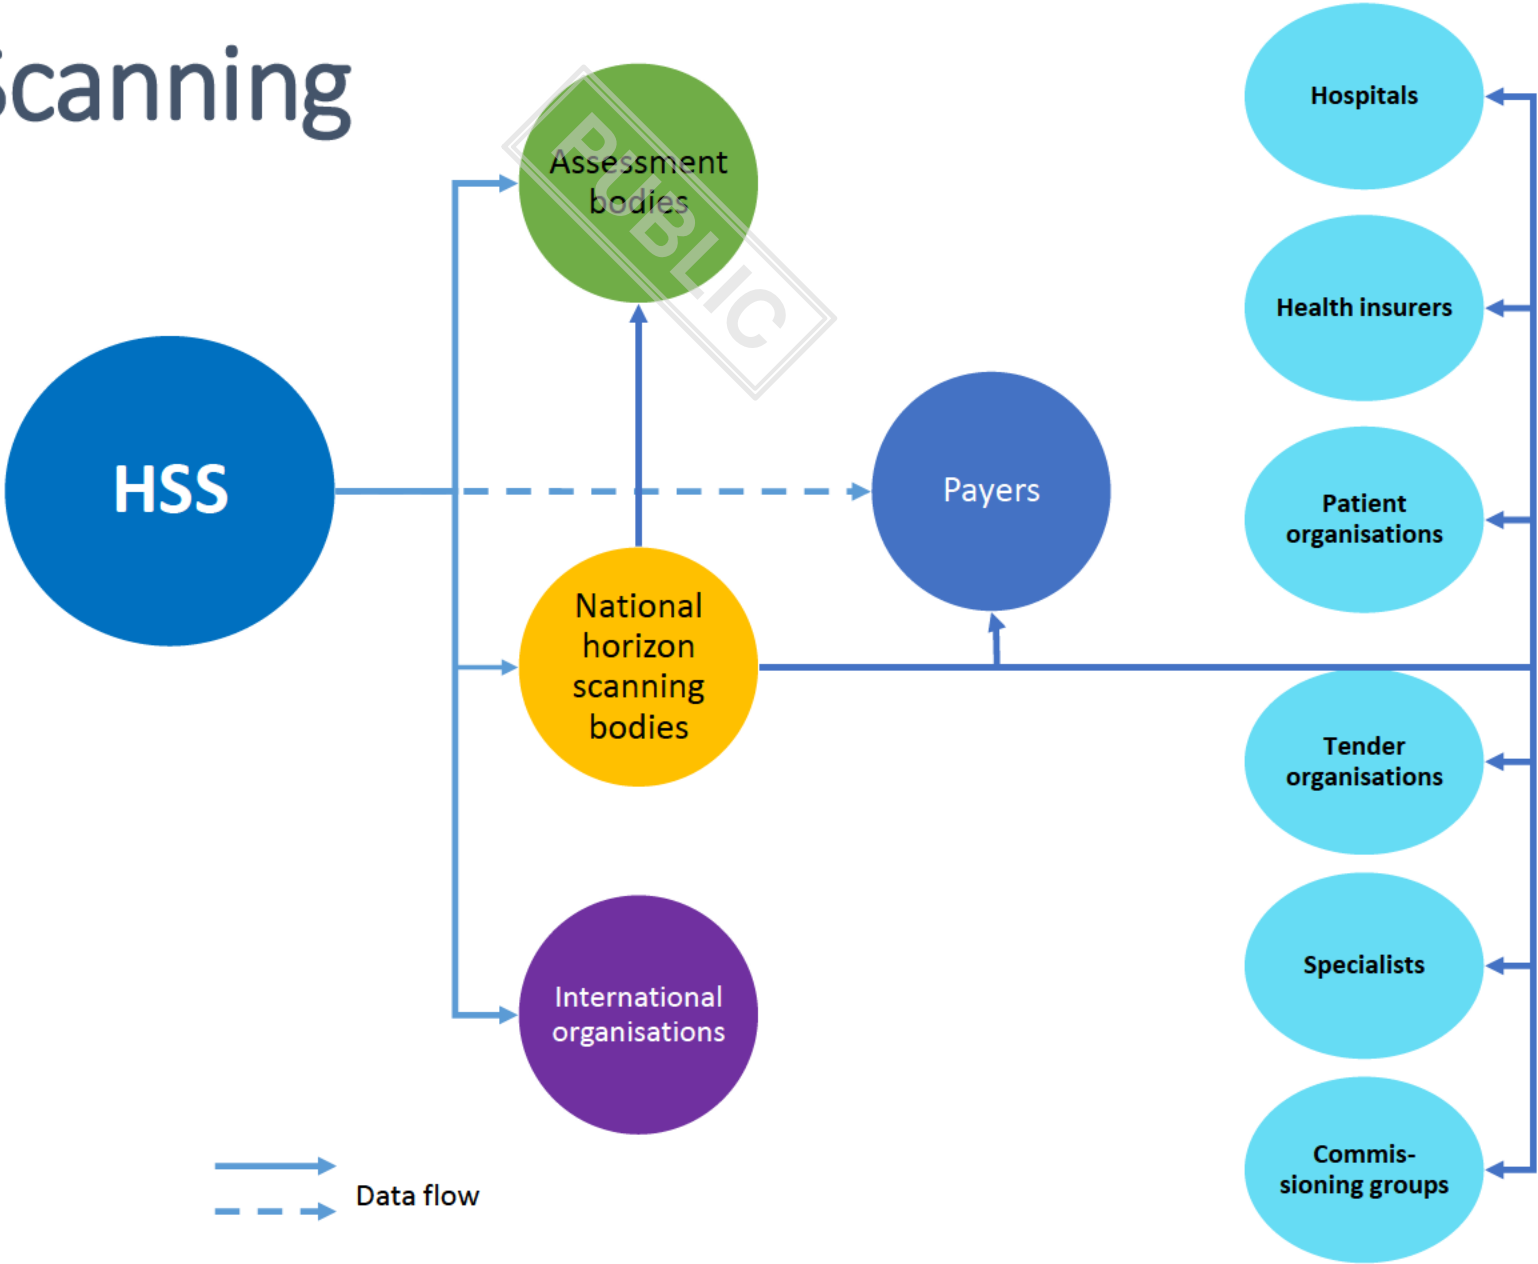 Scanning
Assessment
bodies
PUBLIC
HSS
Payers
National
horizon
scanning
bodies
International
organisations
Data flow
Hospitals
Health insurers
Patient
organisations
Tender
organisations
Specialists
Commis-
sioning groups